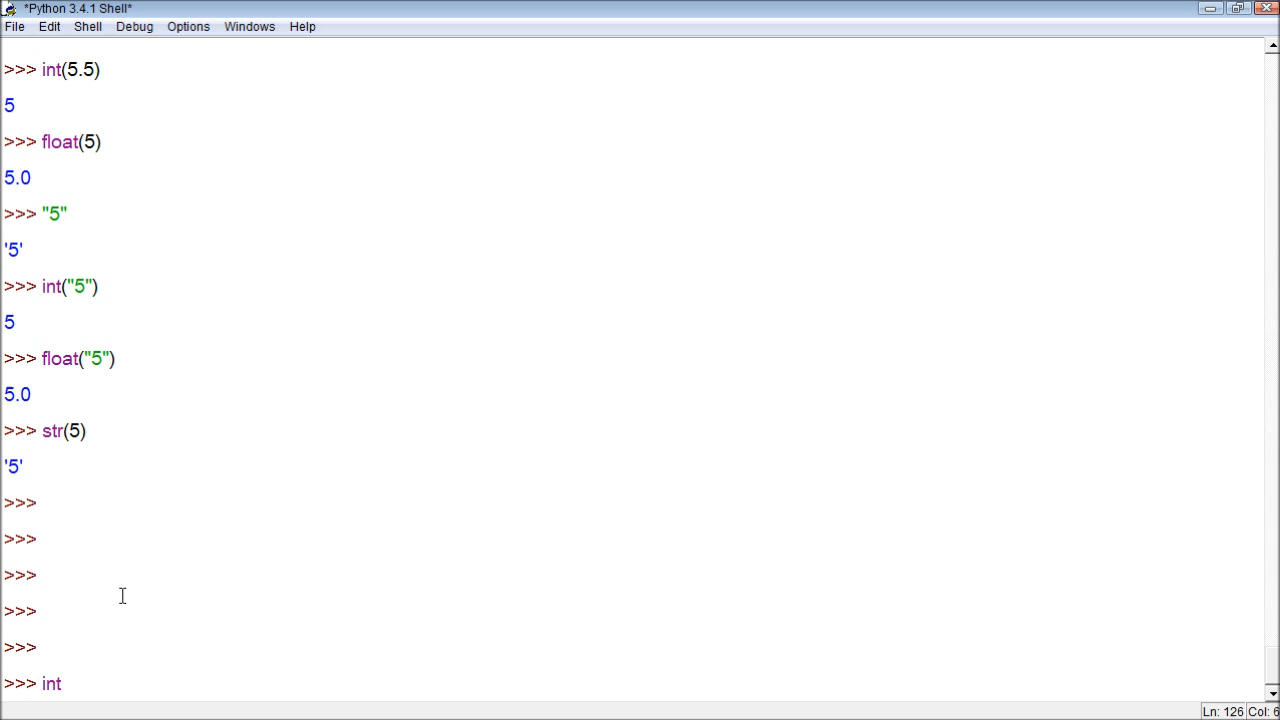 *Python 3.4.1 Shell*
File Edit Shell Debug Options Windows Help
>>> int(5.5)
5
>>> float(5)
5.0
>>> "5"
'5'
>>> int("5")
5
>>> float("5")
5.0
>>> str(5)
'5'
>>>
>>>
>>>
>>>
>>>
>>> int
Ln: 126 Col: 6